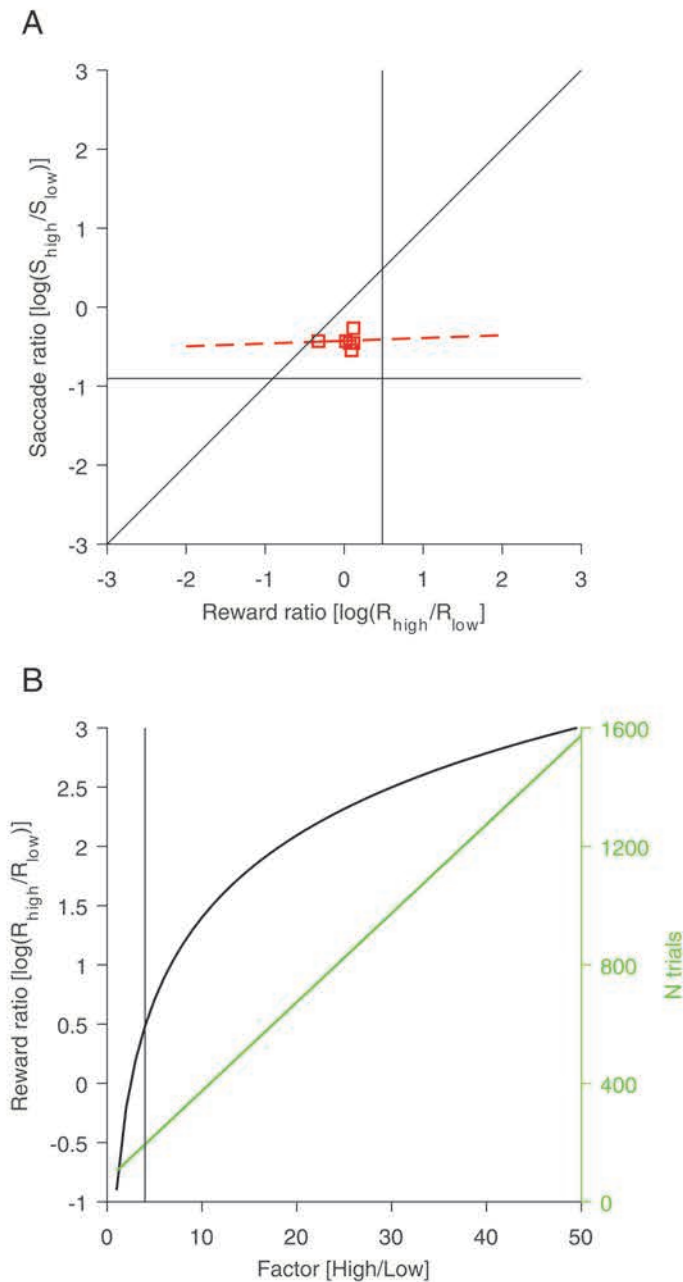 A
3
2
1
0
-1
-2
-3
Saccade ratio [log(S_high/S_low)]
-3 -2 -1 0 1 2 3
Reward ratio [log(R_high/R_low]
B
3
2.5
2
1.5
1
0.5
0
-0.5
-1
Reward ratio [log(R_high/R_low)]
1600
1200
800
400
0
N trials
0 10 20 30 40 50
Factor [High/Low]